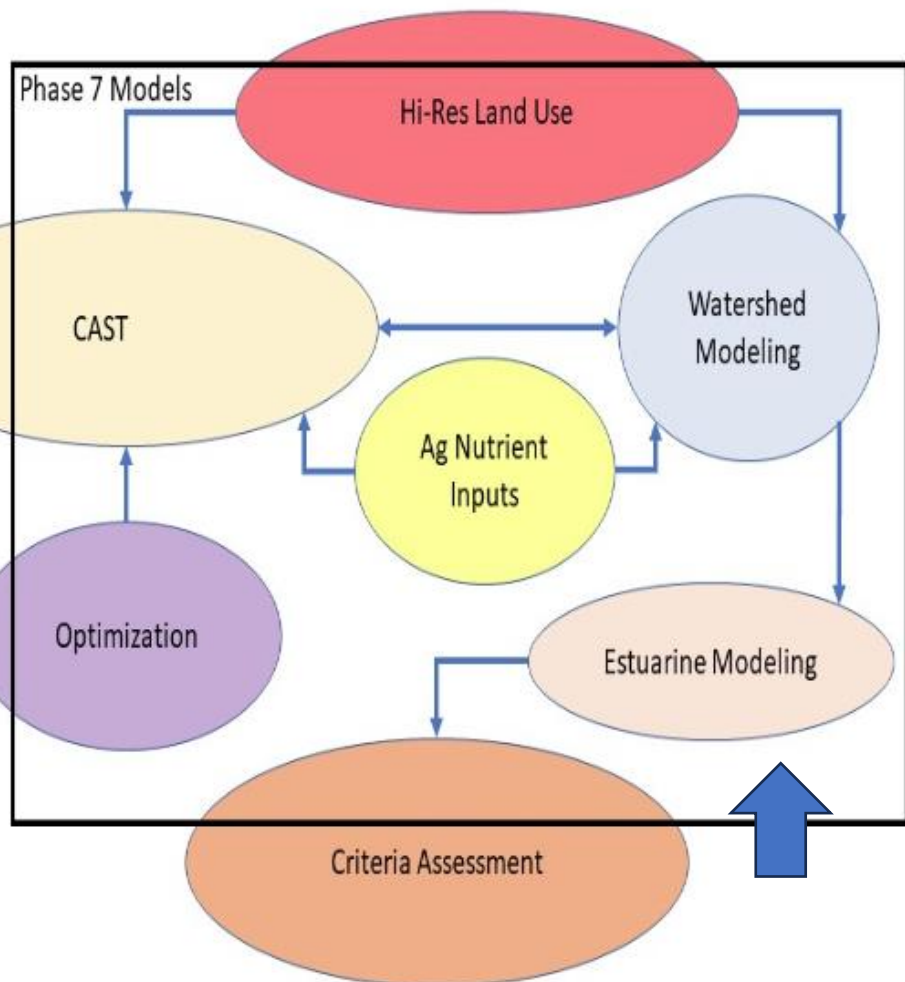 Phase 7 Models
Hi-Res Land Use
CAST
Watershed
Modeling
Ag Nutrient
Inputs
Optimization
Estuarine Modeling
Criteria Assessment